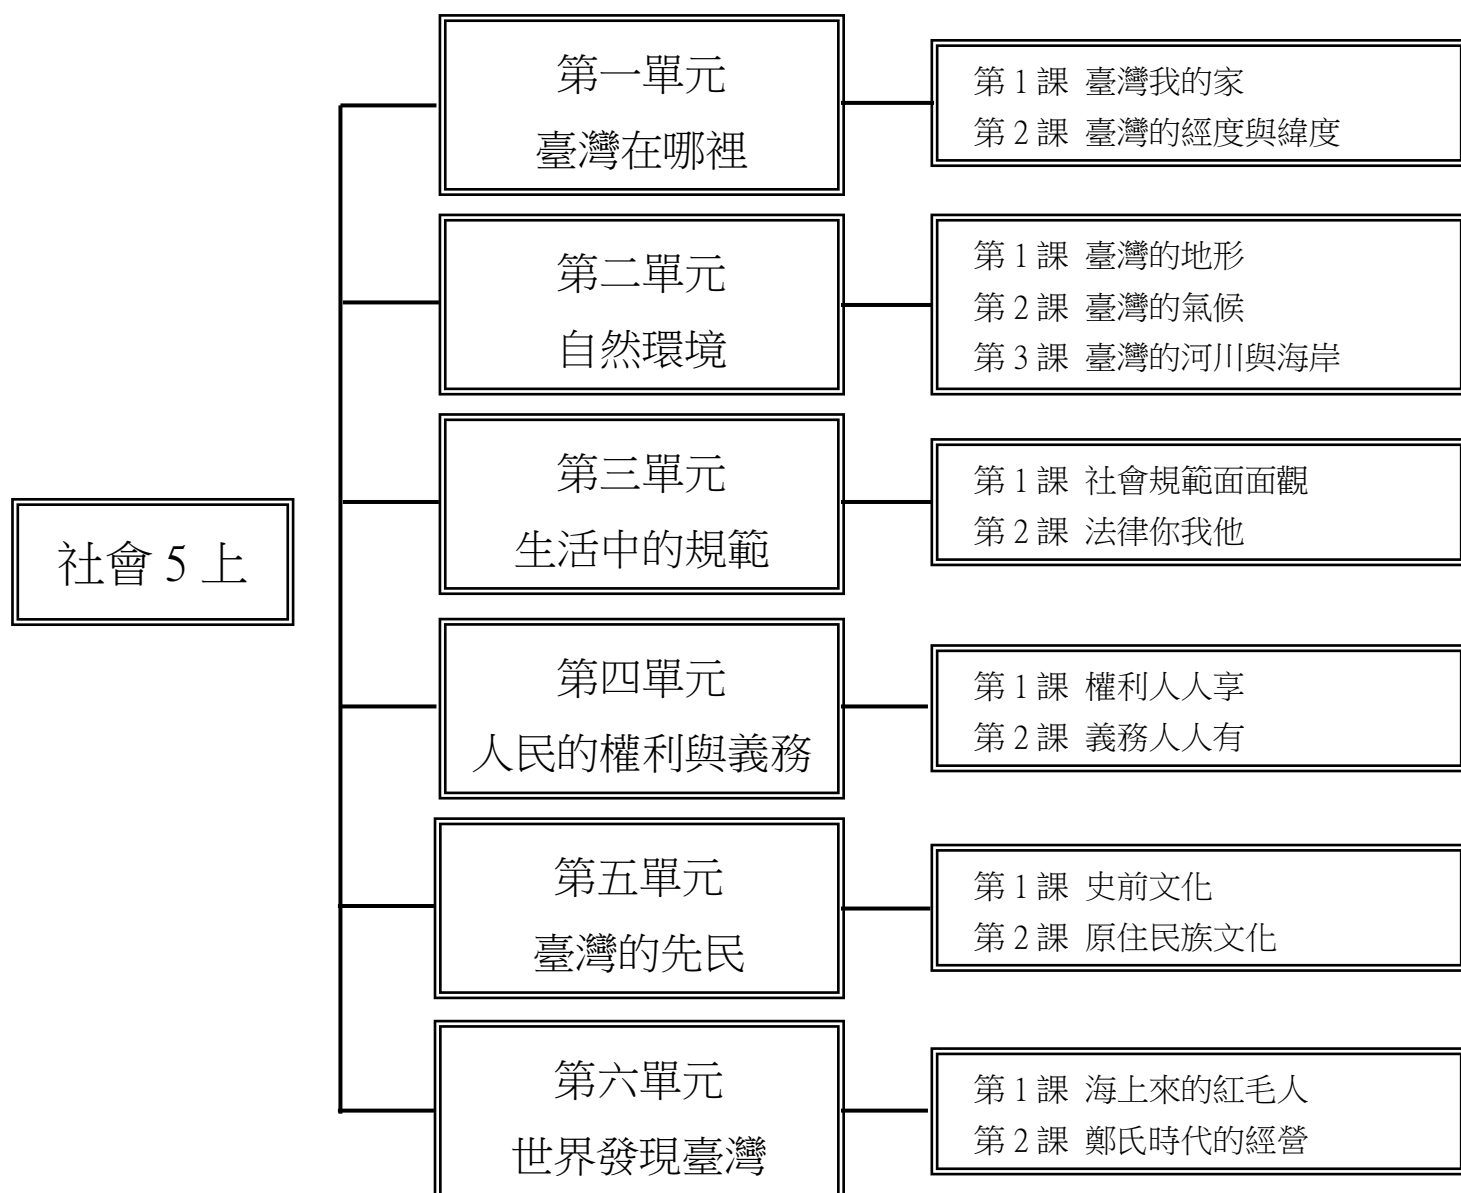 社會 5 上
第一單元
臺灣在哪裡
第 1 課 臺灣我的家
第 2 課 臺灣的經度與緯度
第二單元
自然環境
第 1 課 臺灣的地形
第 2 課 臺灣的氣候
第 3 課 臺灣的河川與海岸
第三單元
生活中的規範
第 1 課 社會規範面面觀
第 2 課 法律你我他
第四單元
人民的權利與義務
第 1 課 權利人人享
第 2 課 義務人人有
第五單元
臺灣的先民
第 1 課 史前文化
第 2 課 原住民族文化
第六單元
世界發現臺灣
第 1 課 海上來的紅毛人
第 2 課 鄭氏時代的經營